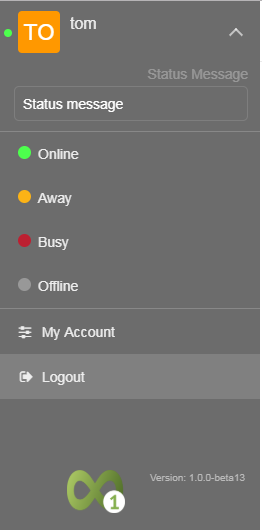 TO
tom
Status Message
Status message
Online
Away
Busy
Offline
My Account
Logout
1
Version: 1.0.0-beta13